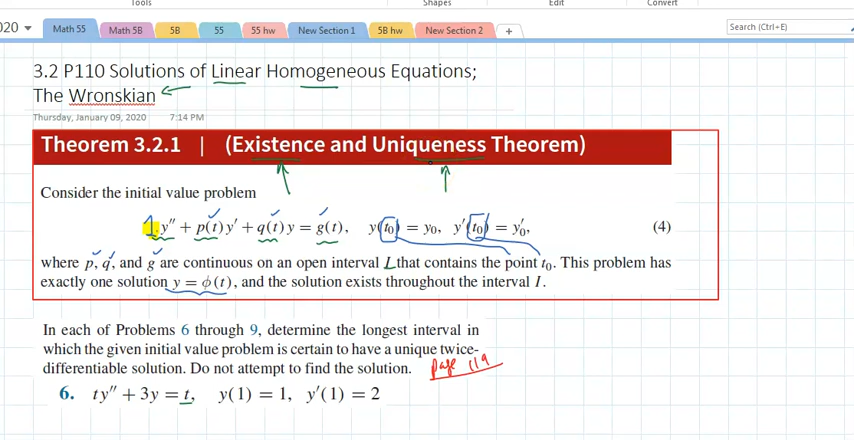 Tools Shapes Edit Convert
020 Math 55 Math 5B 5B 55 55 hw New Section 1 5B hw New Section 2 + Search (Ctrl+E)
3.2 P110 Solutions of Linear Homogeneous Equations;
The Wronskian
Thursday, January 09, 2020 7:14 PM
Theorem 3.2.1 | (Existence and Uniqueness Theorem)
Consider the initial value problem
1. y″ + p(t)y′ + q(t)y = g(t), y(t₀) = y₀, y′(t₀) = y′₀, (4)
where p, q, and g are continuous on an open interval I that contains the point t₀. This problem has
exactly one solution y = ϕ(t), and the solution exists throughout the interval I.
In each of Problems 6 through 9, determine the longest interval in
which the given initial value problem is certain to have a unique twice-
differentiable solution. Do not attempt to find the solution. page 119
6. ty″ + 3y = t, y(1) = 1, y′(1) = 2